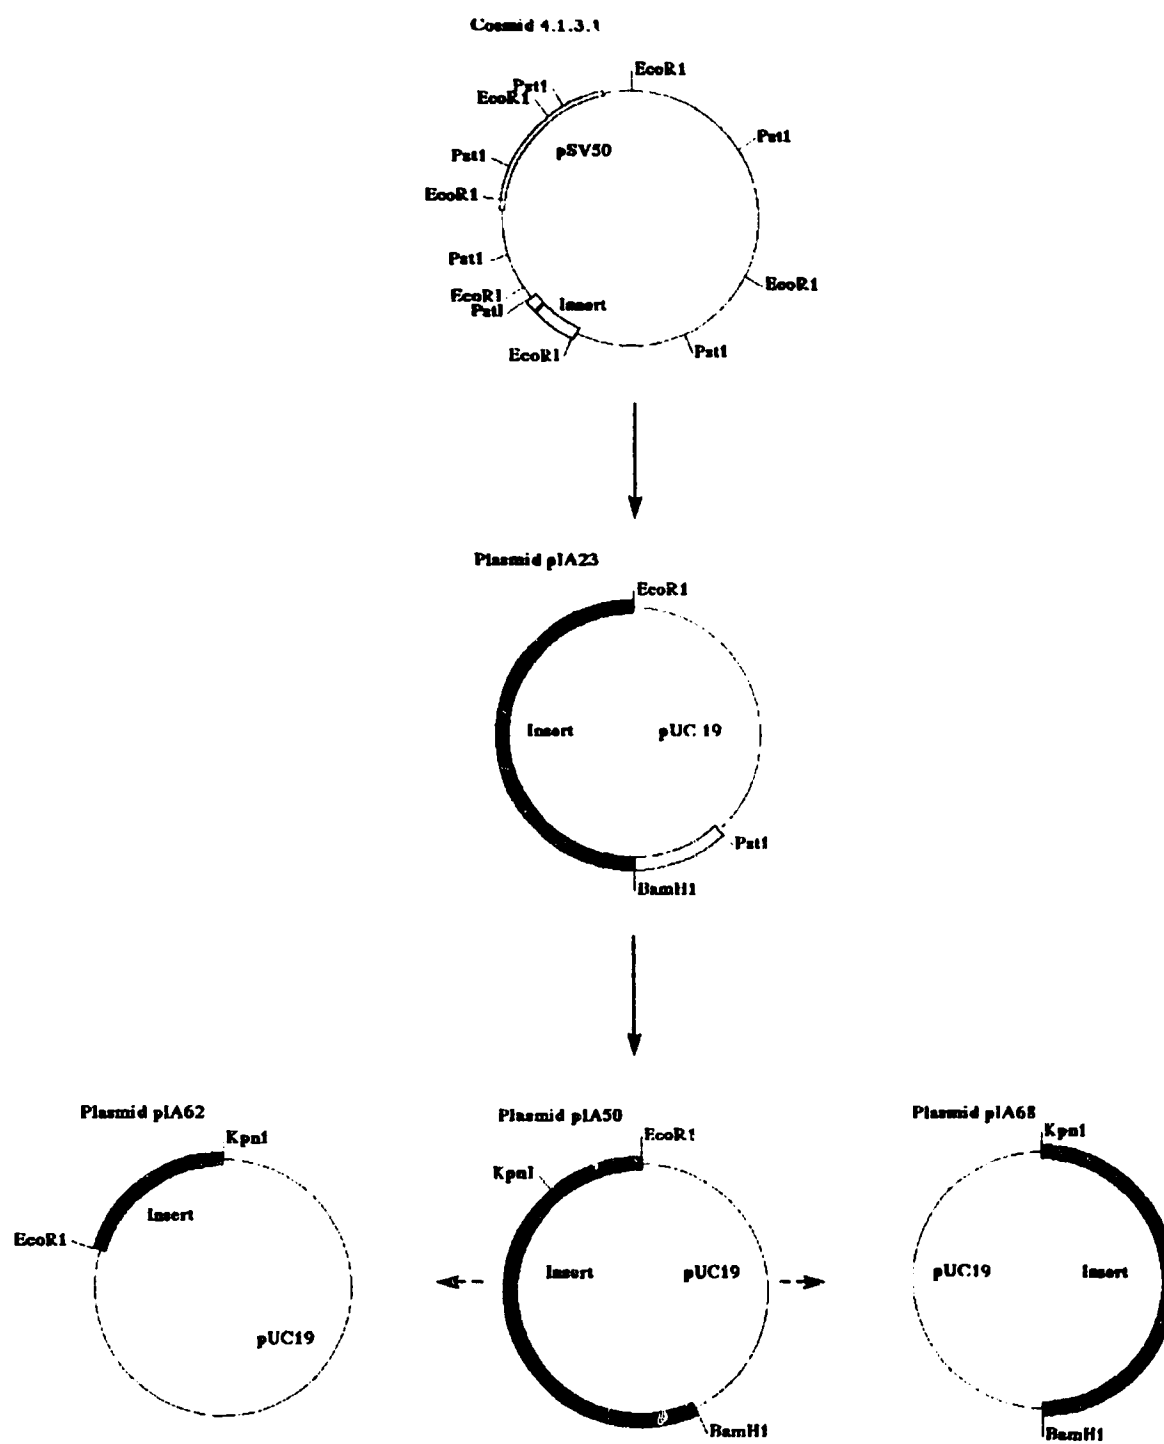 Cosmid 4.1.3.1
EcoR1
Pst1
EcoR1
Pst1
pSV50
Pst1
EcoR1
Pst1
EcoR1
EcoR1
Insert
Pst1
EcoR1
Pst1
Plasmid pIA23
EcoR1
Insert
pUC 19
Pst1
BamH1
Plasmid pIA62
Plasmid pIA50
Plasmid pIA68
Kpn1
EcoR1
Kpn1
Kpn1
Insert
EcoR1
Insert
pUC19
pUC19
Insert
pUC19
BamH1
BamH1